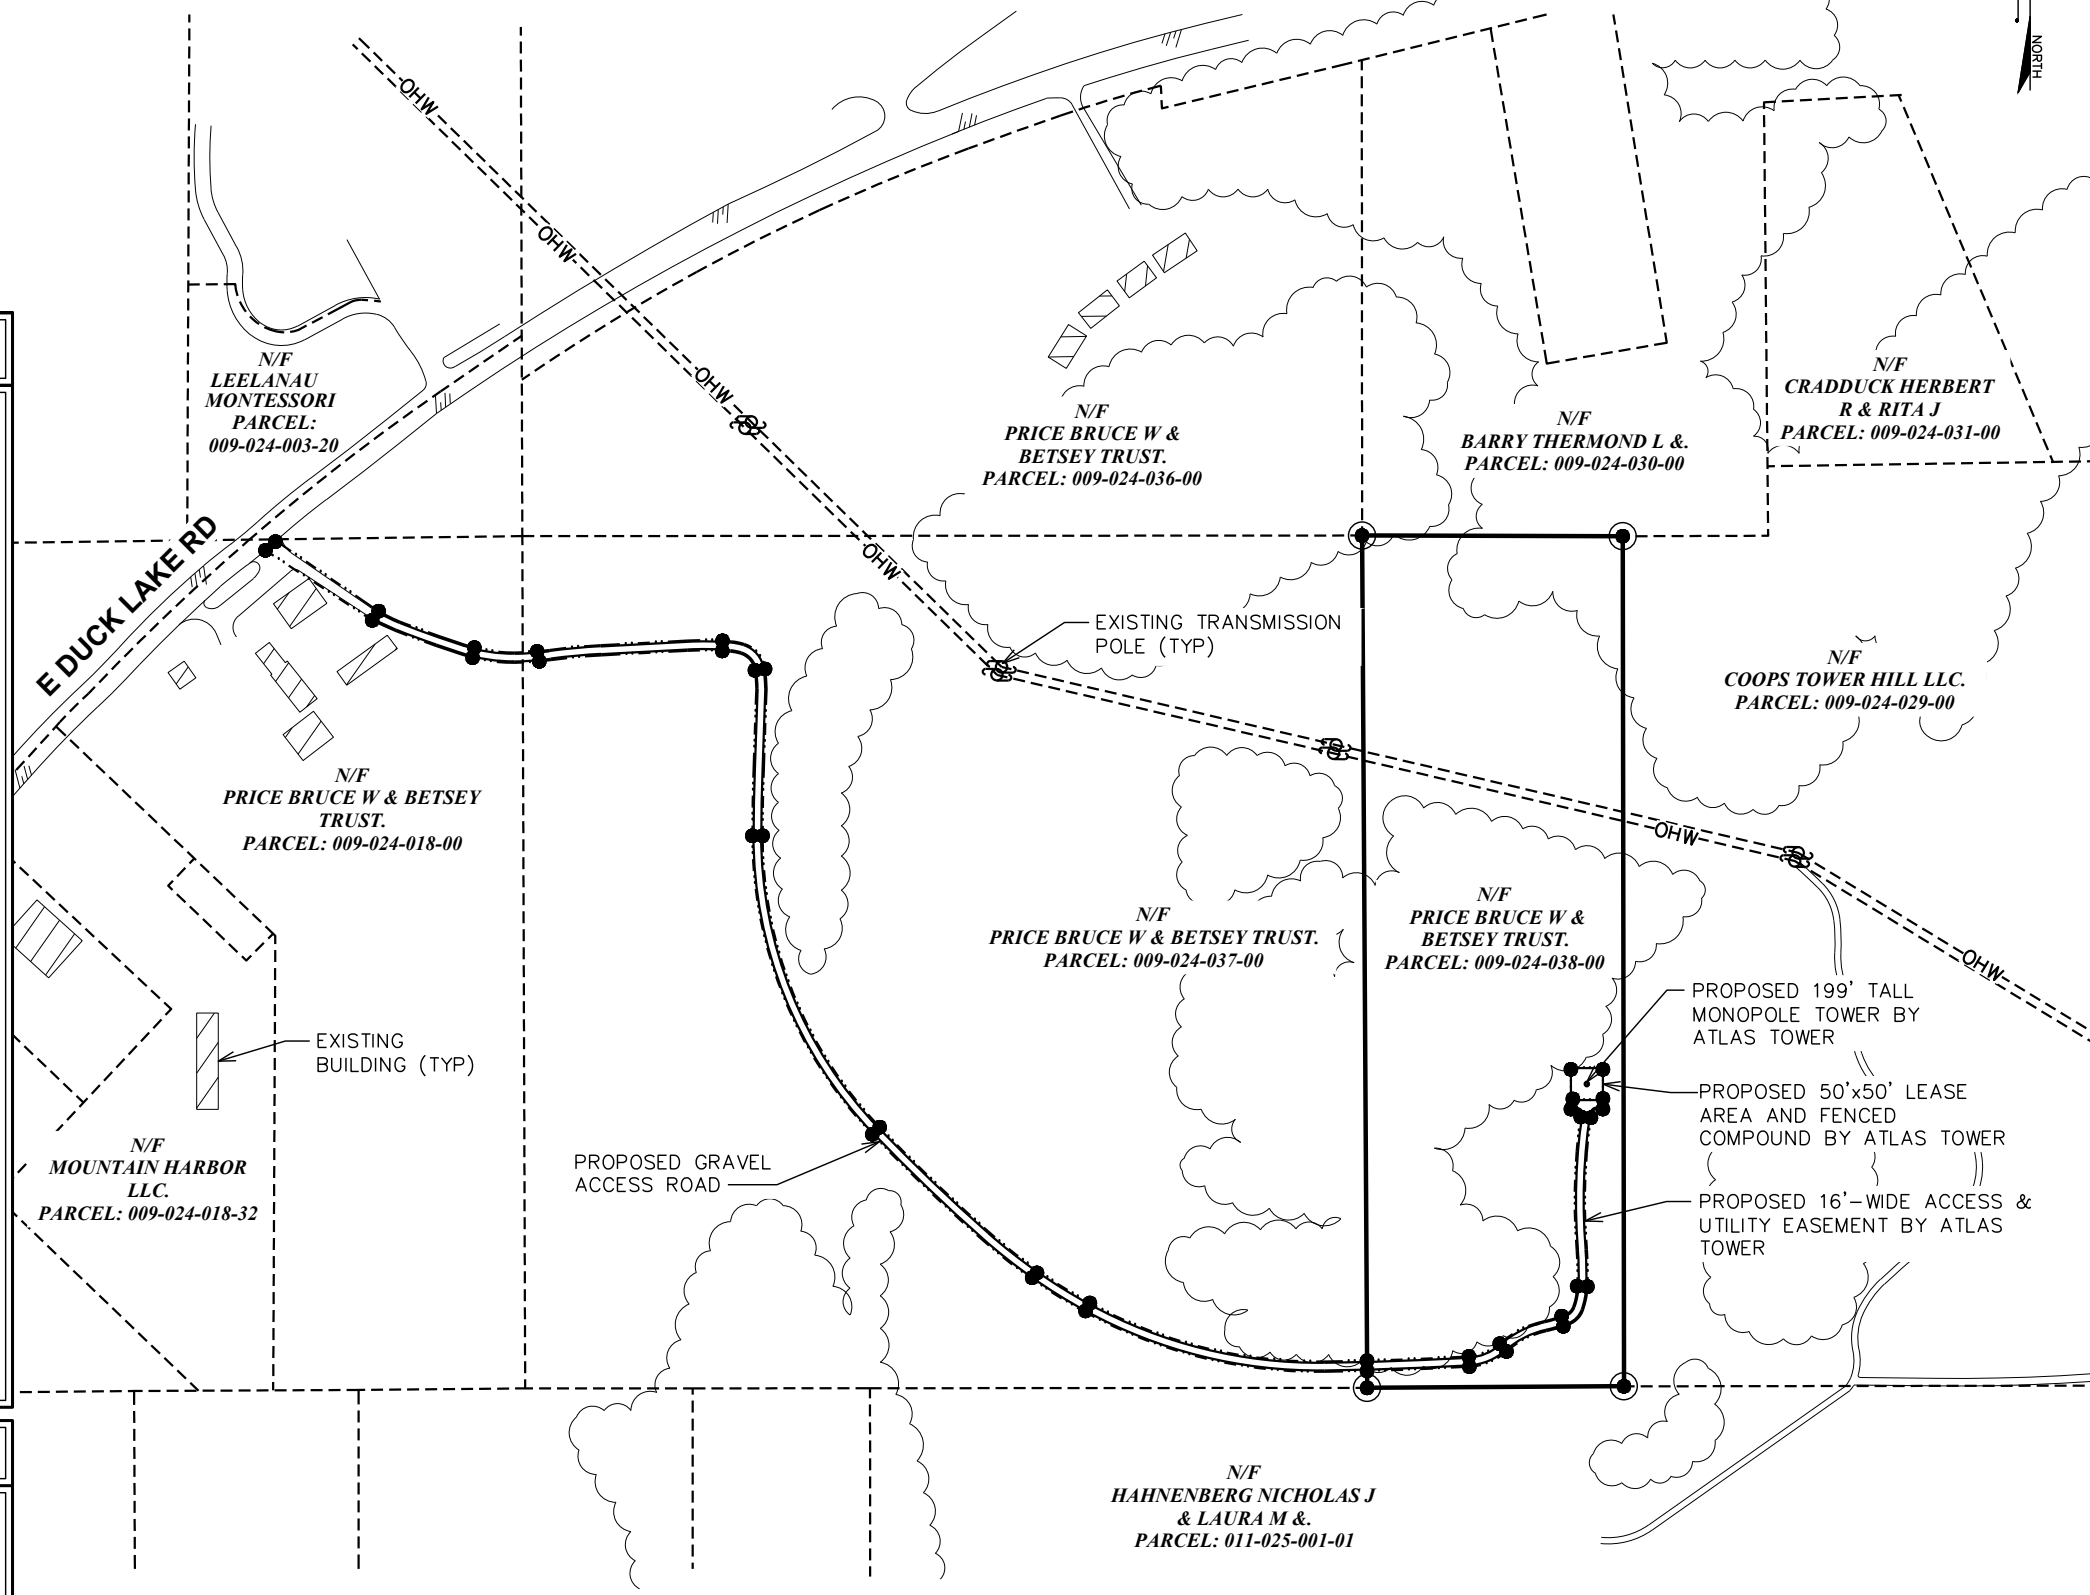 NORTH
OHW
OHW
N/F
LEELANAU
MONTESSORI
PARCEL:
009-024-003-20
OHW
N/F
PRICE BRUCE W &
BETSEY TRUST.
PARCEL: 009-024-036-00
N/F
BARRY THERMOND L &.
PARCEL: 009-024-030-00
N/F
CRADDUCK HERBERT
R & RITA J
PARCEL: 009-024-031-00
E DUCK LAKE RD
OHW
EXISTING TRANSMISSION
POLE (TYP)
N/F
COOPS TOWER HILL LLC.
PARCEL: 009-024-029-00
N/F
PRICE BRUCE W & BETSEY
TRUST.
PARCEL: 009-024-018-00
OHW
N/F
PRICE BRUCE W & BETSEY TRUST.
PARCEL: 009-024-037-00
N/F
PRICE BRUCE W &
BETSEY TRUST.
PARCEL: 009-024-038-00
OHW
PROPOSED 199' TALL
MONOPOLE TOWER BY
ATLAS TOWER
EXISTING
BUILDING (TYP)
PROPOSED 50'x50' LEASE
AREA AND FENCED
COMPOUND BY ATLAS TOWER
N/F
MOUNTAIN HARBOR
LLC.
PARCEL: 009-024-018-32
PROPOSED GRAVEL
ACCESS ROAD
PROPOSED 16'-WIDE ACCESS &
UTILITY EASEMENT BY ATLAS
TOWER
N/F
HAHNENBERG NICHOLAS J
& LAURA M &.
PARCEL: 011-025-001-01